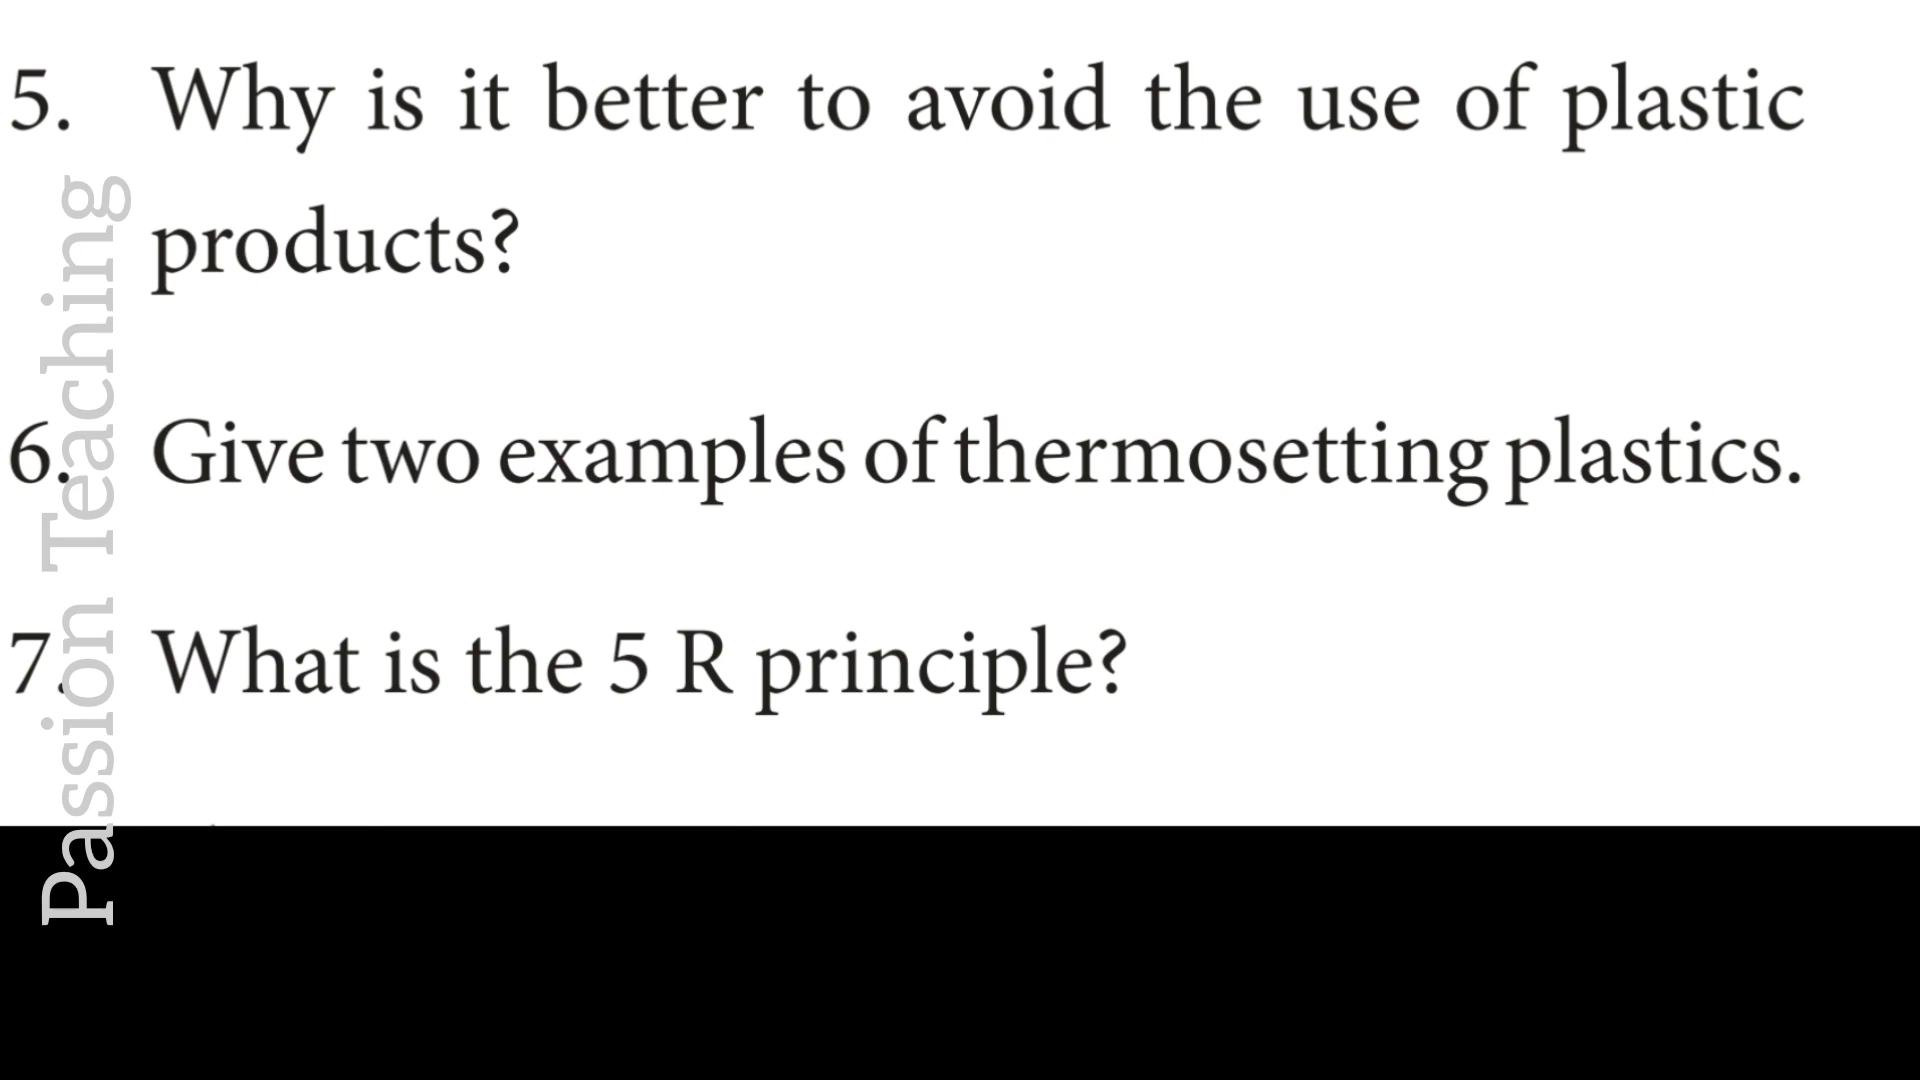 5. Why is it better to avoid the use of plastic
products?
6. Give two examples of thermosetting plastics.
7. What is the 5 R principle?
Passion Teaching